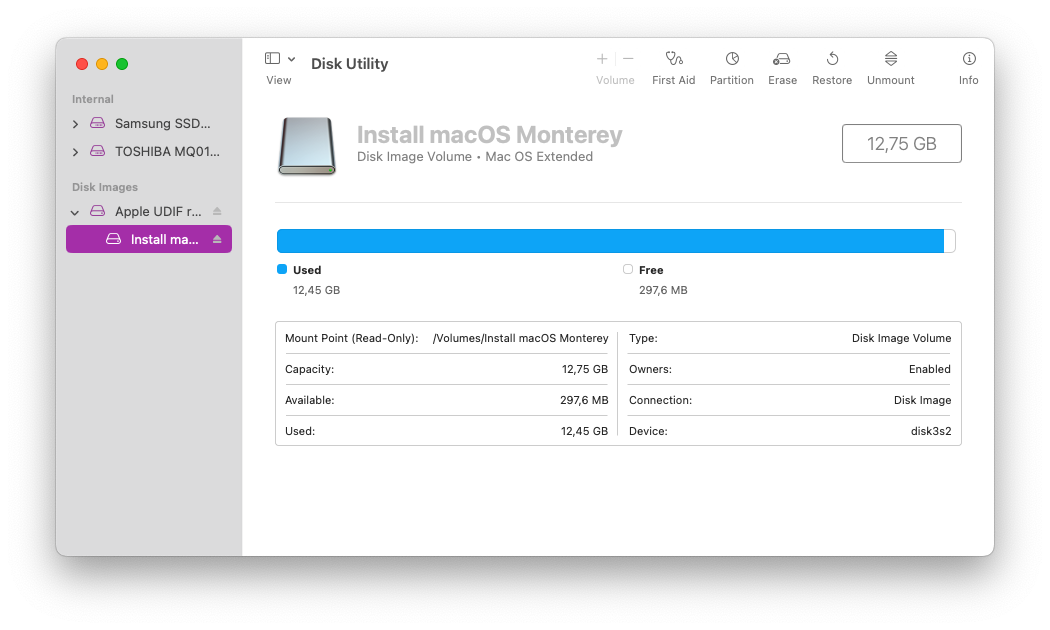 Disk Utility
View
Volume
First Aid
Partition
Erase
Restore
Unmount
Info
Internal
Samsung SSD...
TOSHIBA MQ01...
Disk Images
Apple UDIF r...
Install ma...
Install macOS Monterey
Disk Image Volume • Mac OS Extended
12,75 GB
Used
12,45 GB
Free
297,6 MB
Mount Point (Read-Only): /Volumes/Install macOS Monterey
Capacity: 12,75 GB
Available: 297,6 MB
Used: 12,45 GB
Type: Disk Image Volume
Owners: Enabled
Connection: Disk Image
Device: disk3s2